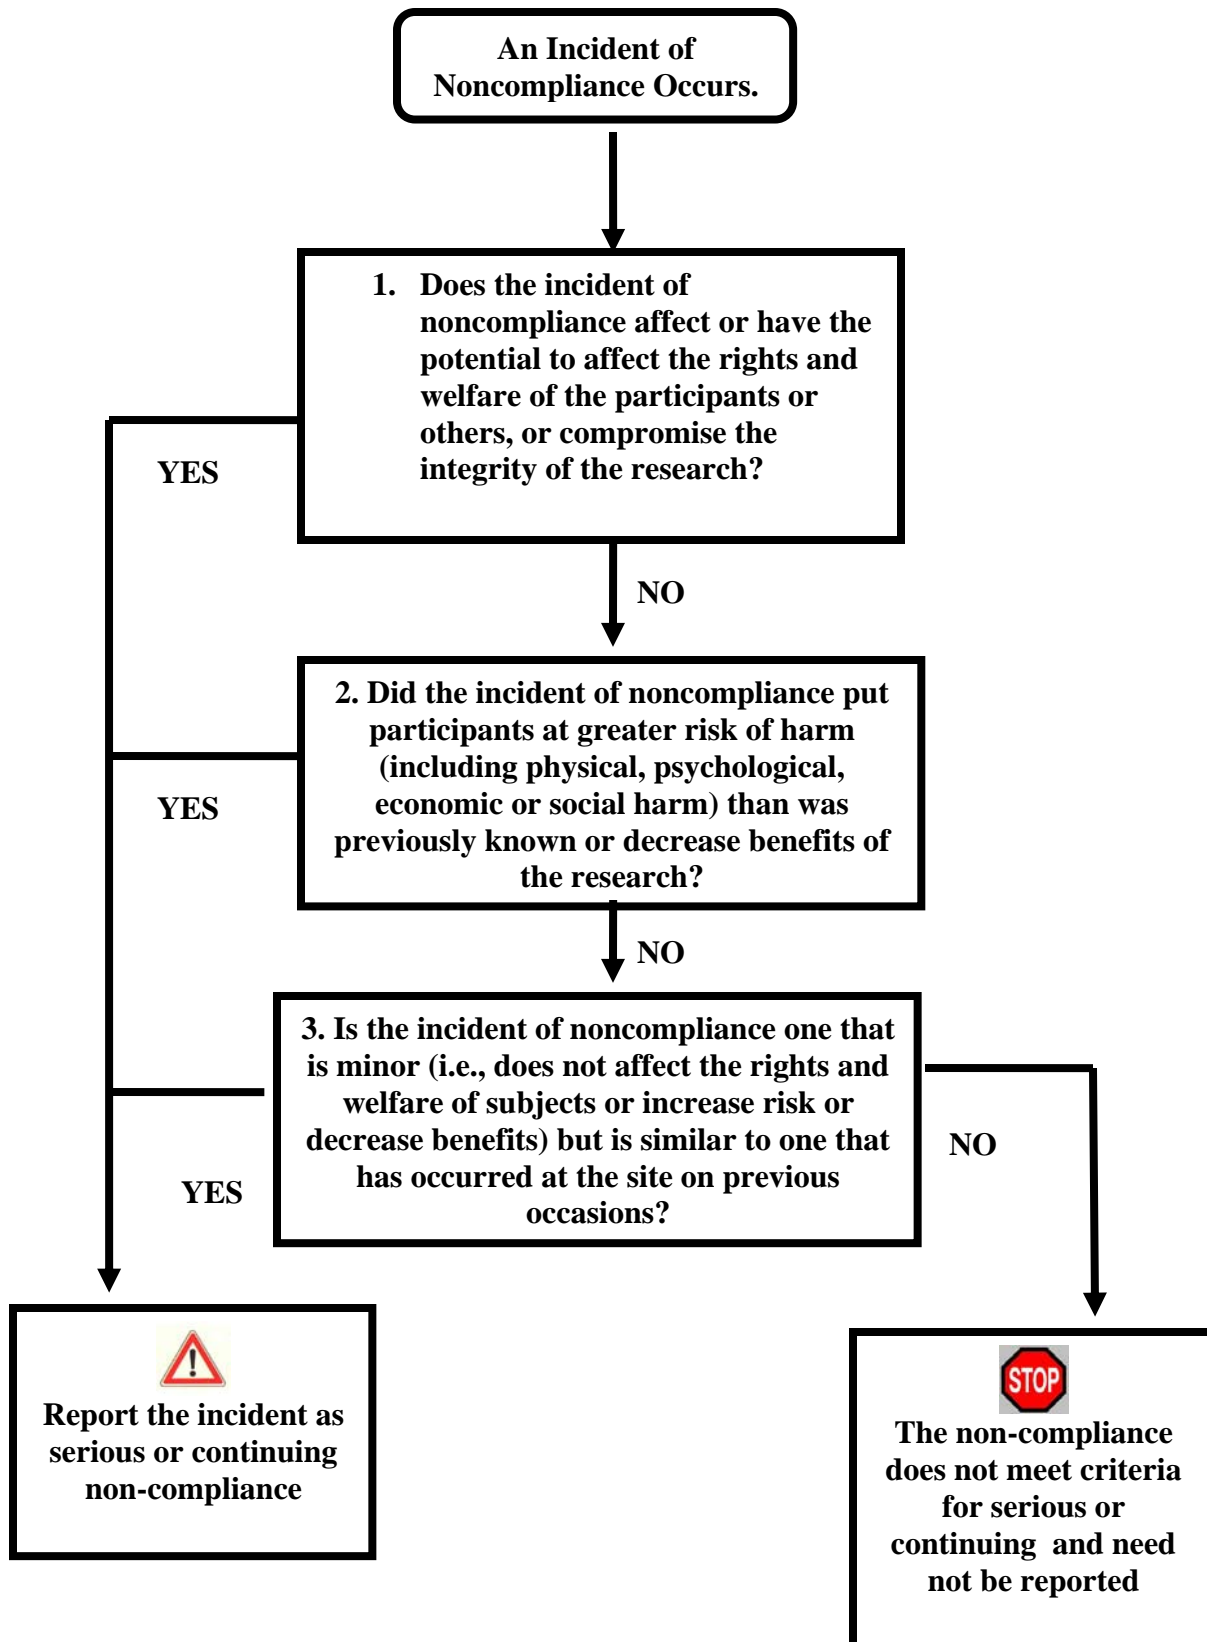 An Incident of
Noncompliance Occurs.
1. Does the incident of
noncompliance affect or have the
potential to affect the rights and
welfare of the participants or
others, or compromise the
integrity of the research?
YES
NO
2. Did the incident of noncompliance put
participants at greater risk of harm
(including physical, psychological,
economic or social harm) than was
previously known or decrease benefits of
the research?
YES
NO
3. Is the incident of noncompliance one that
is minor (i.e., does not affect the rights and
welfare of subjects or increase risk or
decrease benefits) but is similar to one that
has occurred at the site on previous
occasions?
NO
YES
!
Report the incident as
serious or continuing
non-compliance
STOP
The non-compliance
does not meet criteria
for serious or
continuing  and need
not be reported